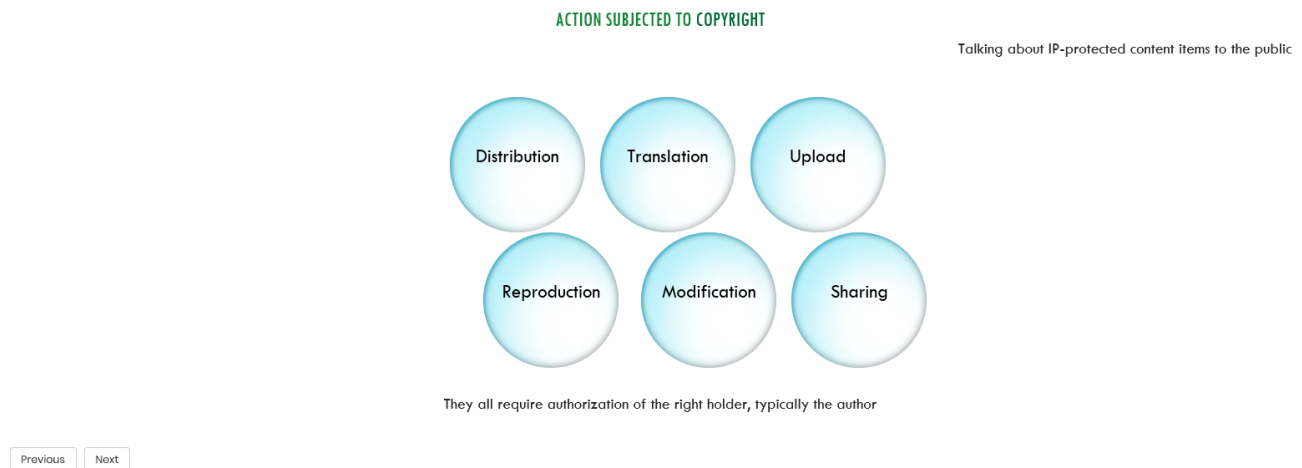 ACTION SUBJECTED TO COPYRIGHT
Talking about IP-protected content items to the public
Distribution
Translation
Upload
Reproduction
Modification
Sharing
They all require authorization of the right holder, typically the author
Previous
Next